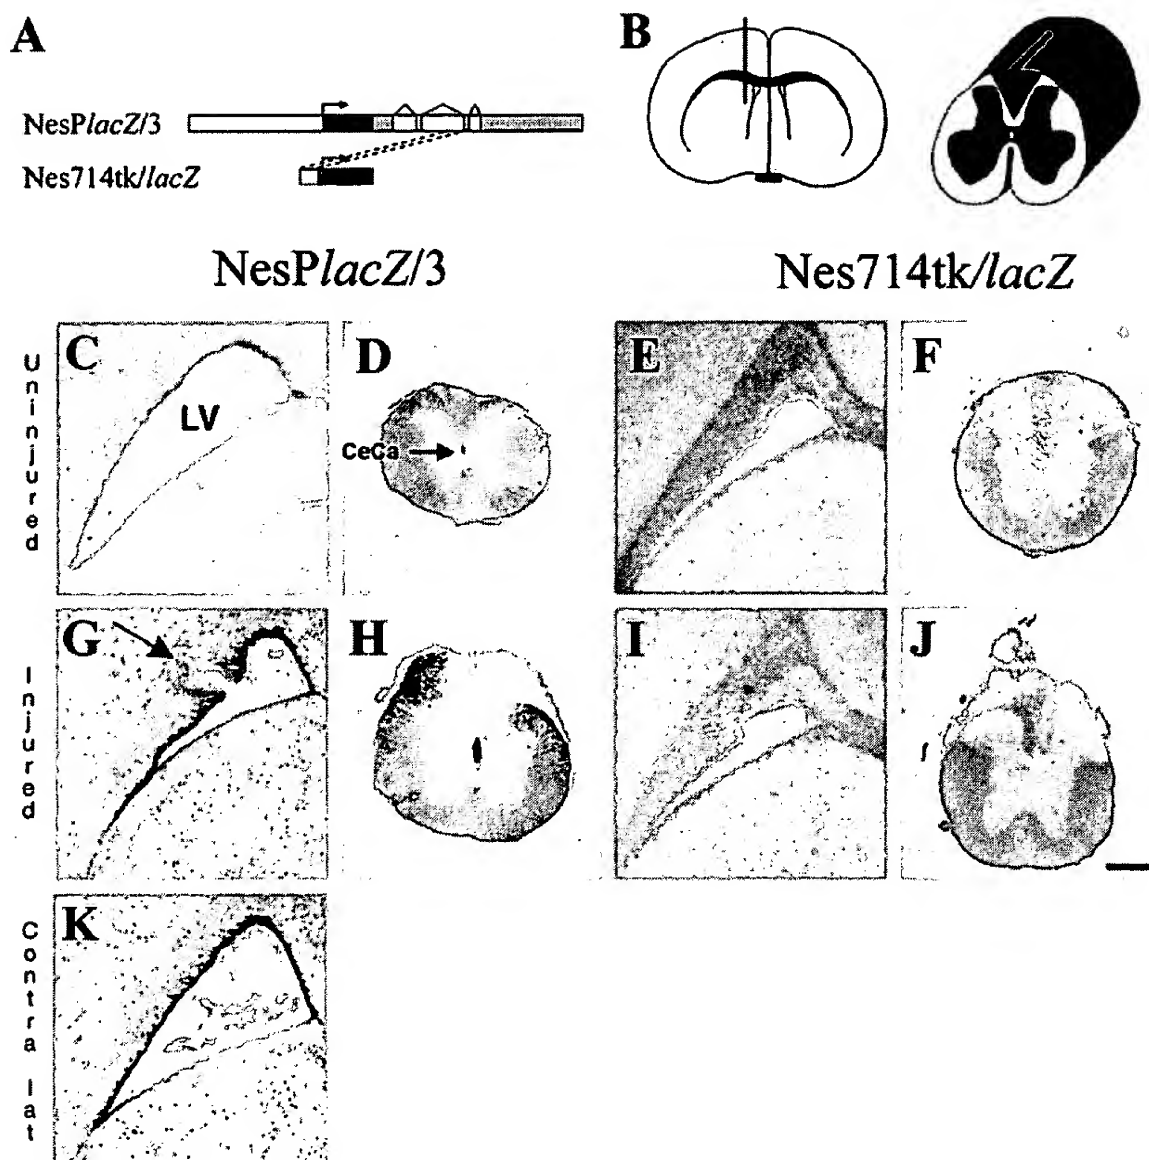 A
B
NesPlacZ/3
Nes714tk/lacZ
NesPlacZ/3
Nes714tk/lacZ
Uninjured
C
LV
D
CeCa
E
F
Injured
G
H
I
J
Contra lat
K